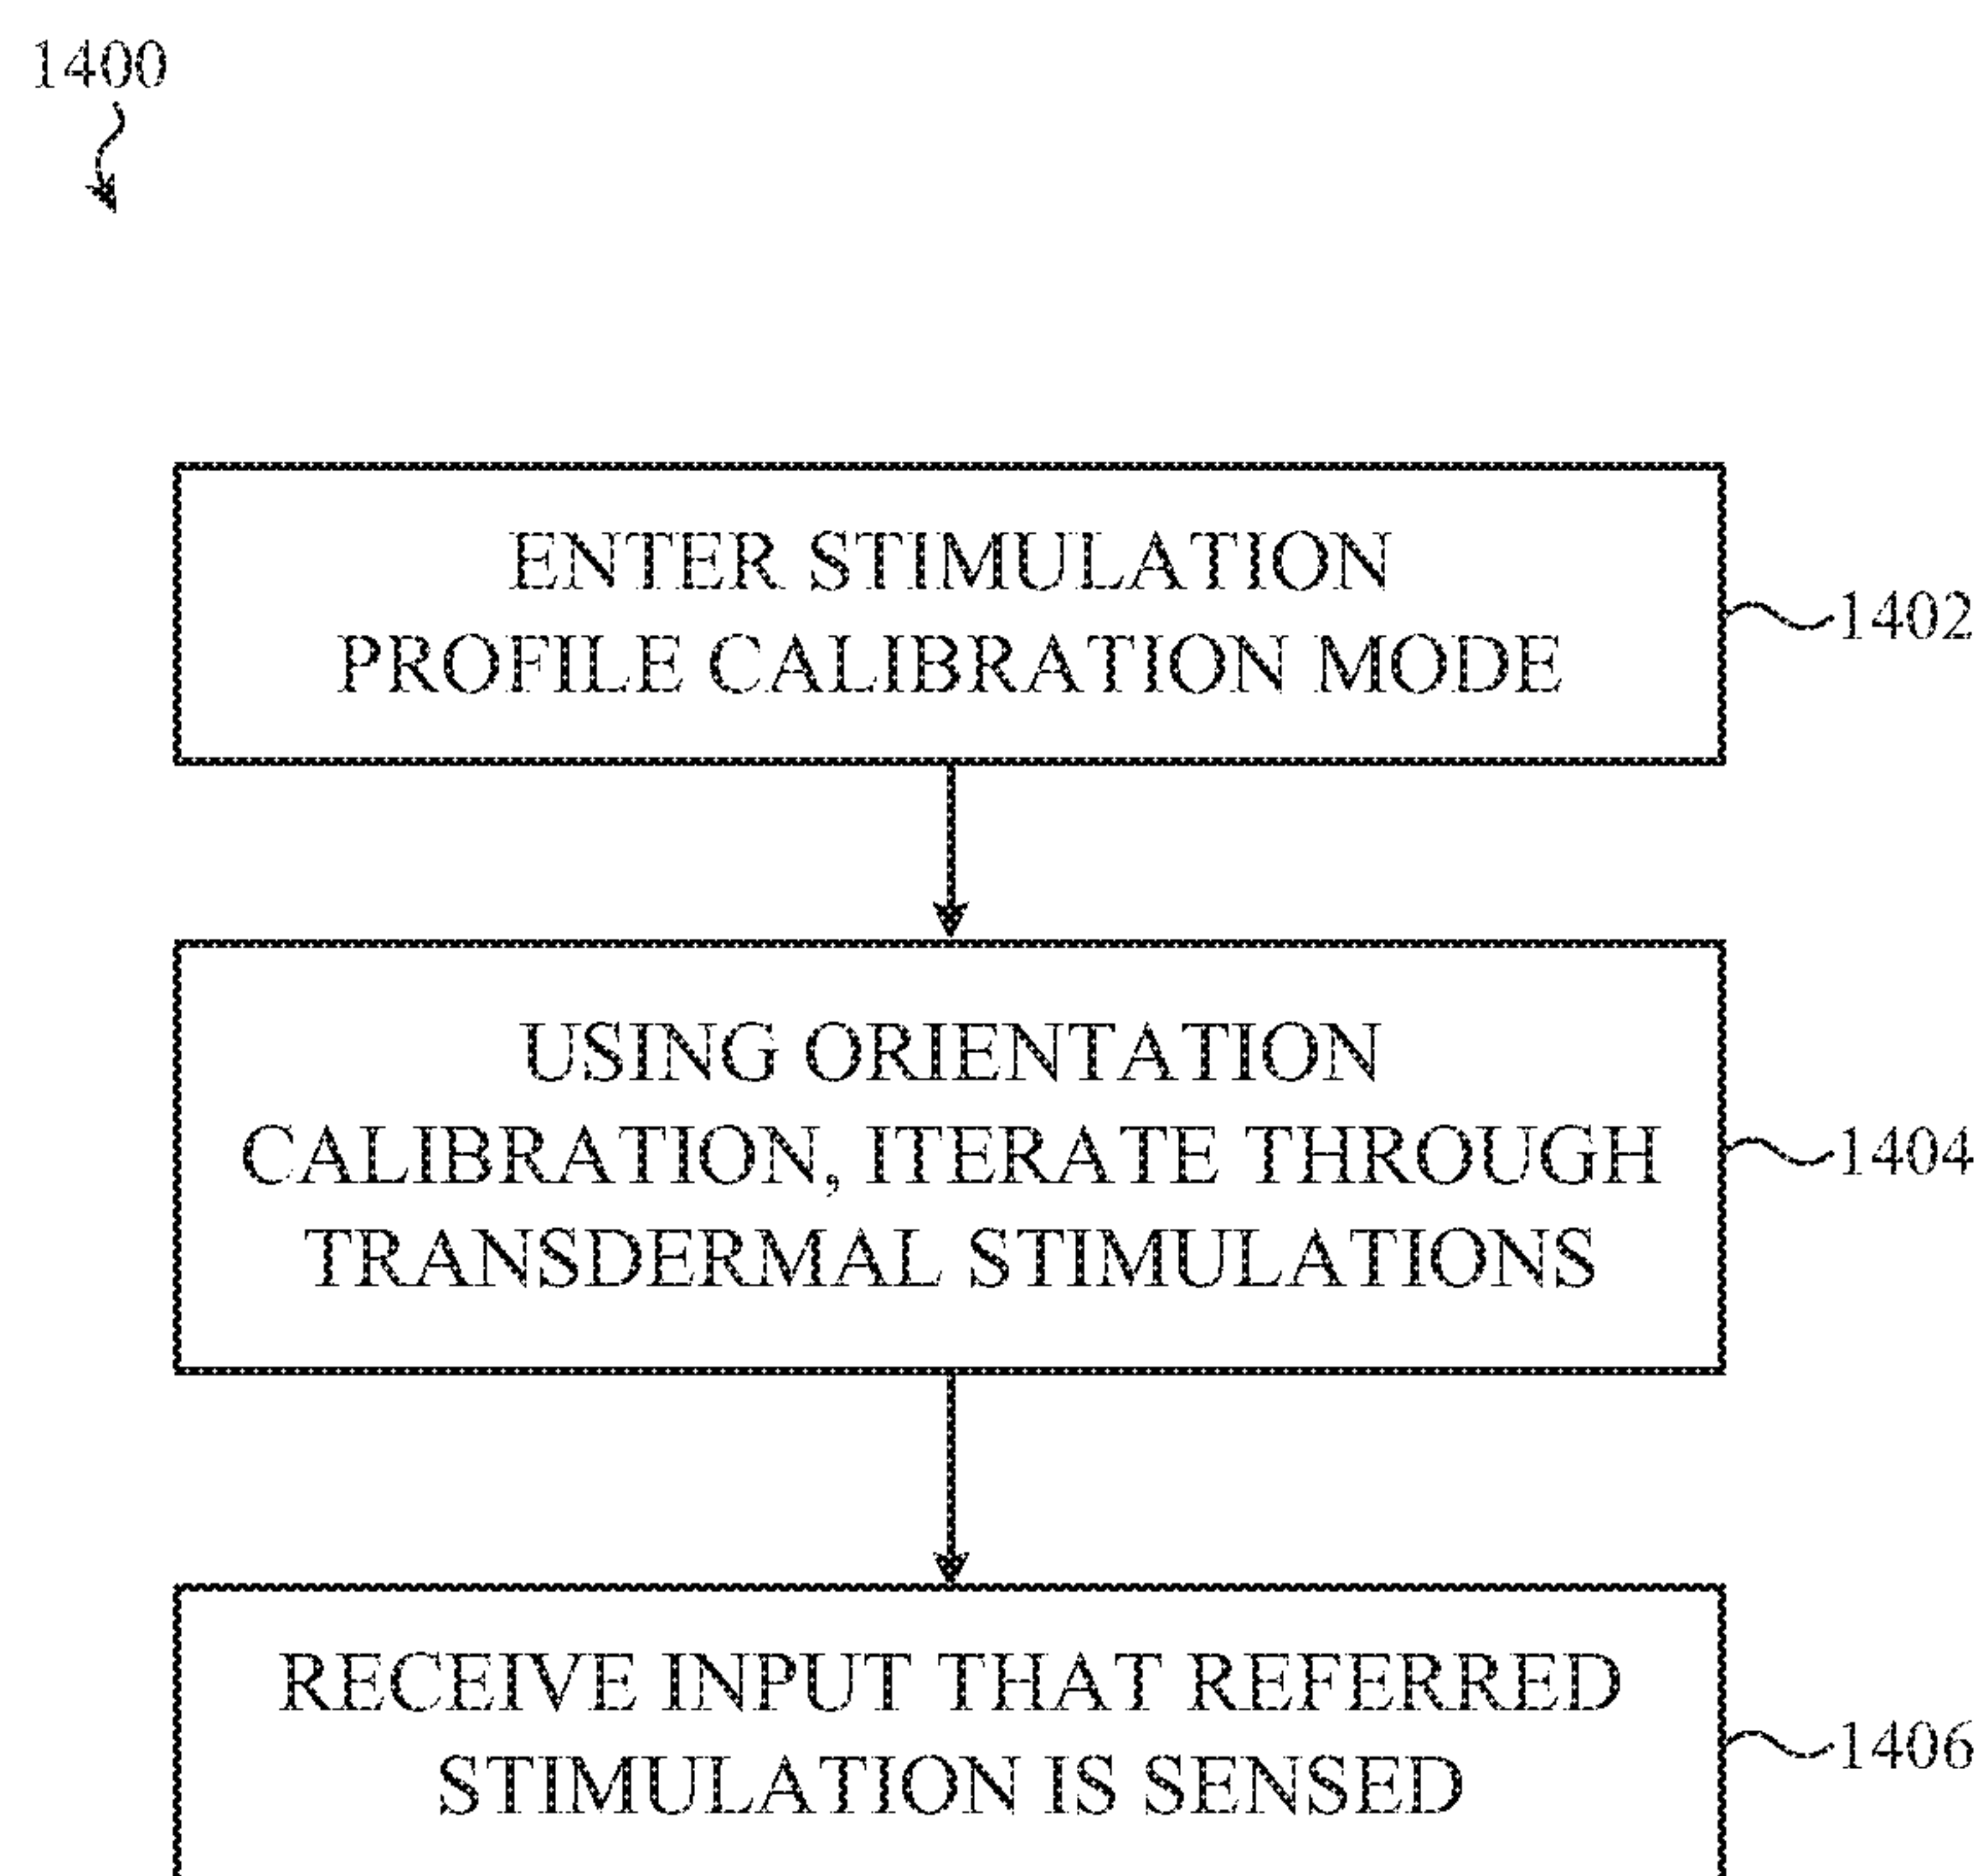 1400
ENTER STIMULATION
PROFILE CALIBRATION MODE
1402
USING ORIENTATION
CALIBRATION, ITERATE THROUGH
TRANSDERMAL STIMULATIONS
1404
RECEIVE INPUT THAT REFERRED
STIMULATION IS SENSED
1406